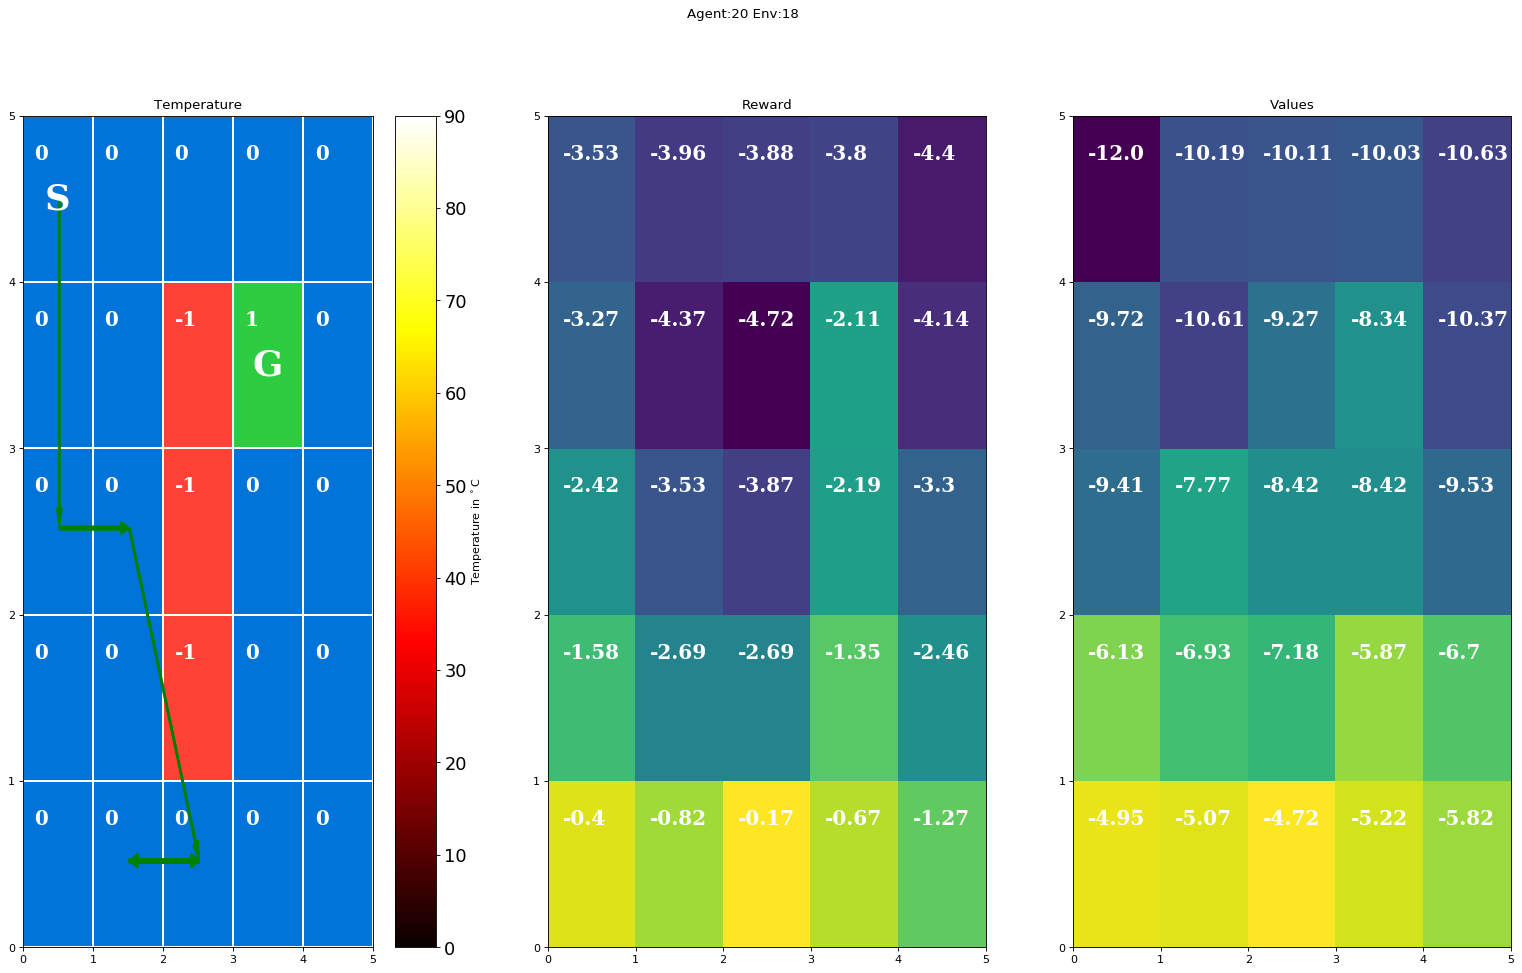 Agent:20 Env:18
Temperature
5
4
3
2
1
0
0 1 2 3 4 5
0 0 0 0 0
S
0 0 -1 1 0
G
0 0 -1 0 0
0 0 -1 0 0
0 0 0 0 0
90
80
70
60
50
40
30
20
10
0
Temperature in °C
Reward
5
4
3
2
1
0
0 1 2 3 4 5
-3.53 -3.96 -3.88 -3.8 -4.4
-3.27 -4.37 -4.72 -2.11 -4.14
-2.42 -3.53 -3.87 -2.19 -3.3
-1.58 -2.69 -2.69 -1.35 -2.46
-0.4 -0.82 -0.17 -0.67 -1.27
Values
5
4
3
2
1
0
0 1 2 3 4 5
-12.0 -10.19 -10.11 -10.03 -10.63
-9.72 -10.61 -9.27 -8.34 -10.37
-9.41 -7.77 -8.42 -8.42 -9.53
-6.13 -6.93 -7.18 -5.87 -6.7
-4.95 -5.07 -4.72 -5.22 -5.82